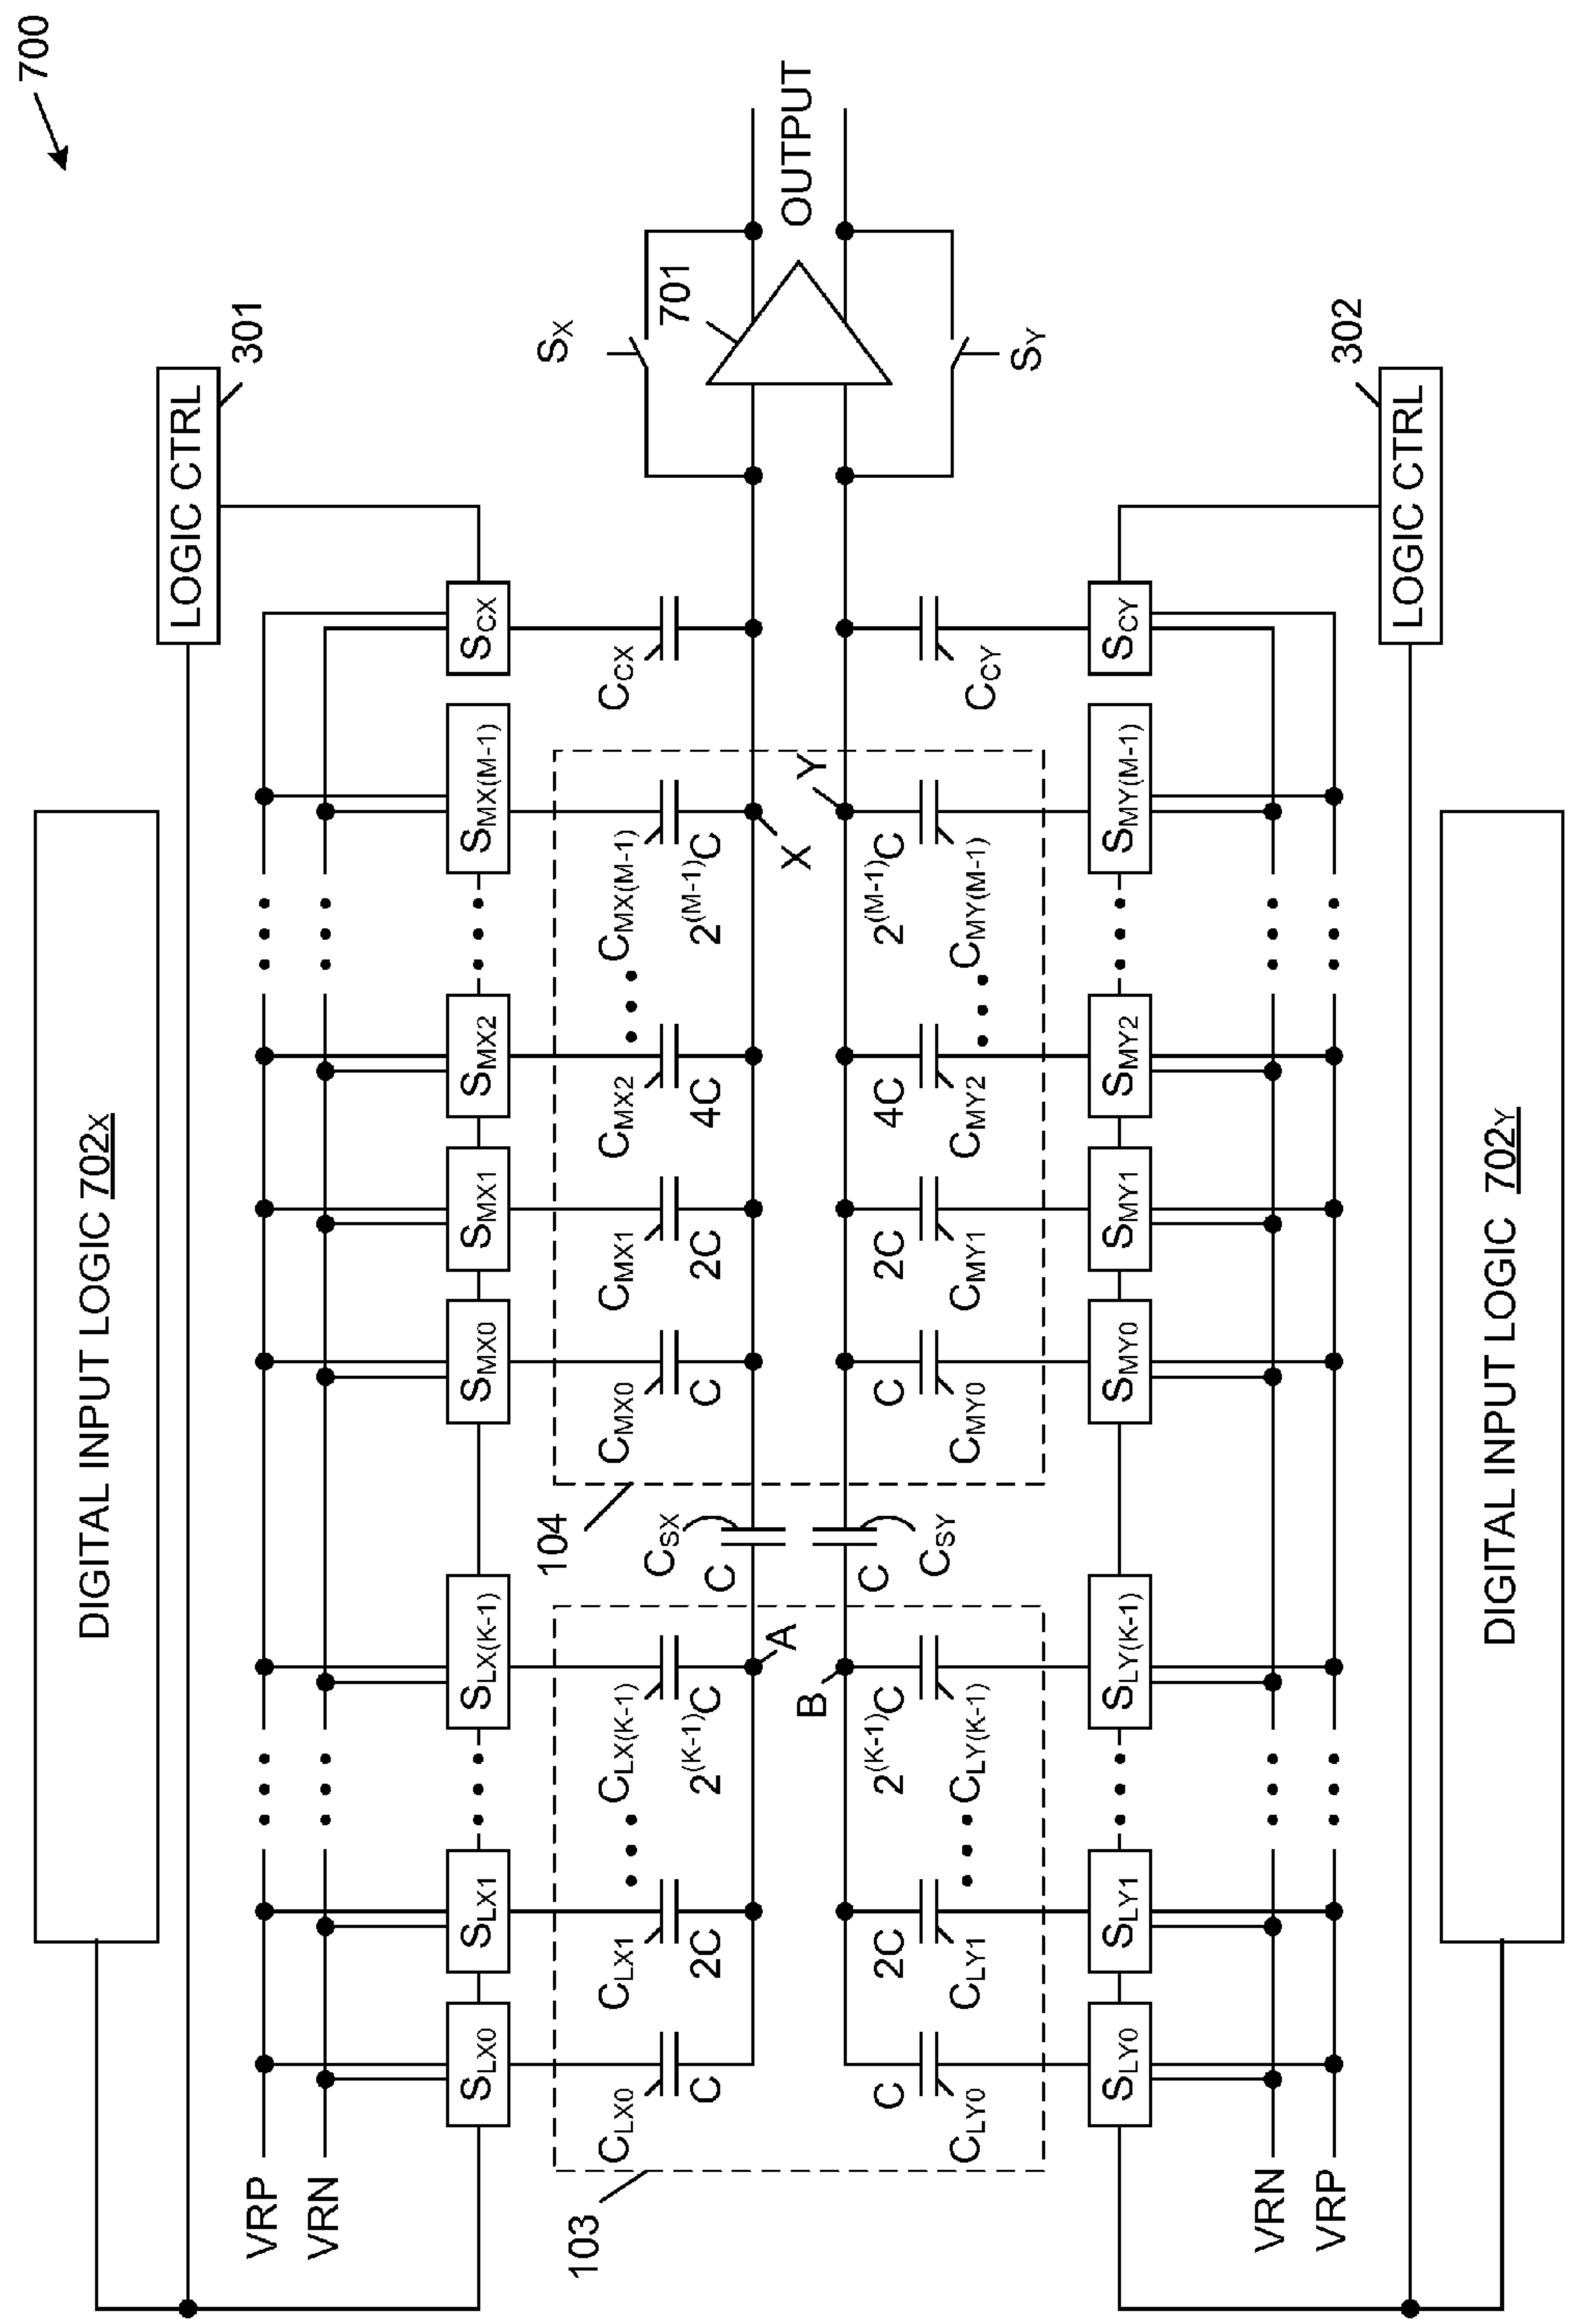 700
DIGITAL INPUT LOGIC 702X
LOGIC CTRL
301
VRP
VRN
SLX0
SLX1
SLX(K-1)
SMX0
SMX1
SMX2
SMX(M-1)
SCX
SX
103
CLX0
CLX1
CLX(K-1)
CSX
104
CMX0
CMX1
CMX2
CMX(M-1)
CCX
701
C
2C
2(K-1)C
C
C
2C
4C
2(M-1)C
A
X
OUTPUT
B
Y
C
2C
2(K-1)C
C
C
2C
4C
2(M-1)C
CLY0
CLY1
CLY(K-1)
CSY
CMY0
CMY1
CMY2
CMY(M-1)
CCY
SY
SLY0
SLY1
SLY(K-1)
SMY0
SMY1
SMY2
SMY(M-1)
SCY
VRN
VRP
302
LOGIC CTRL
DIGITAL INPUT LOGIC 702Y